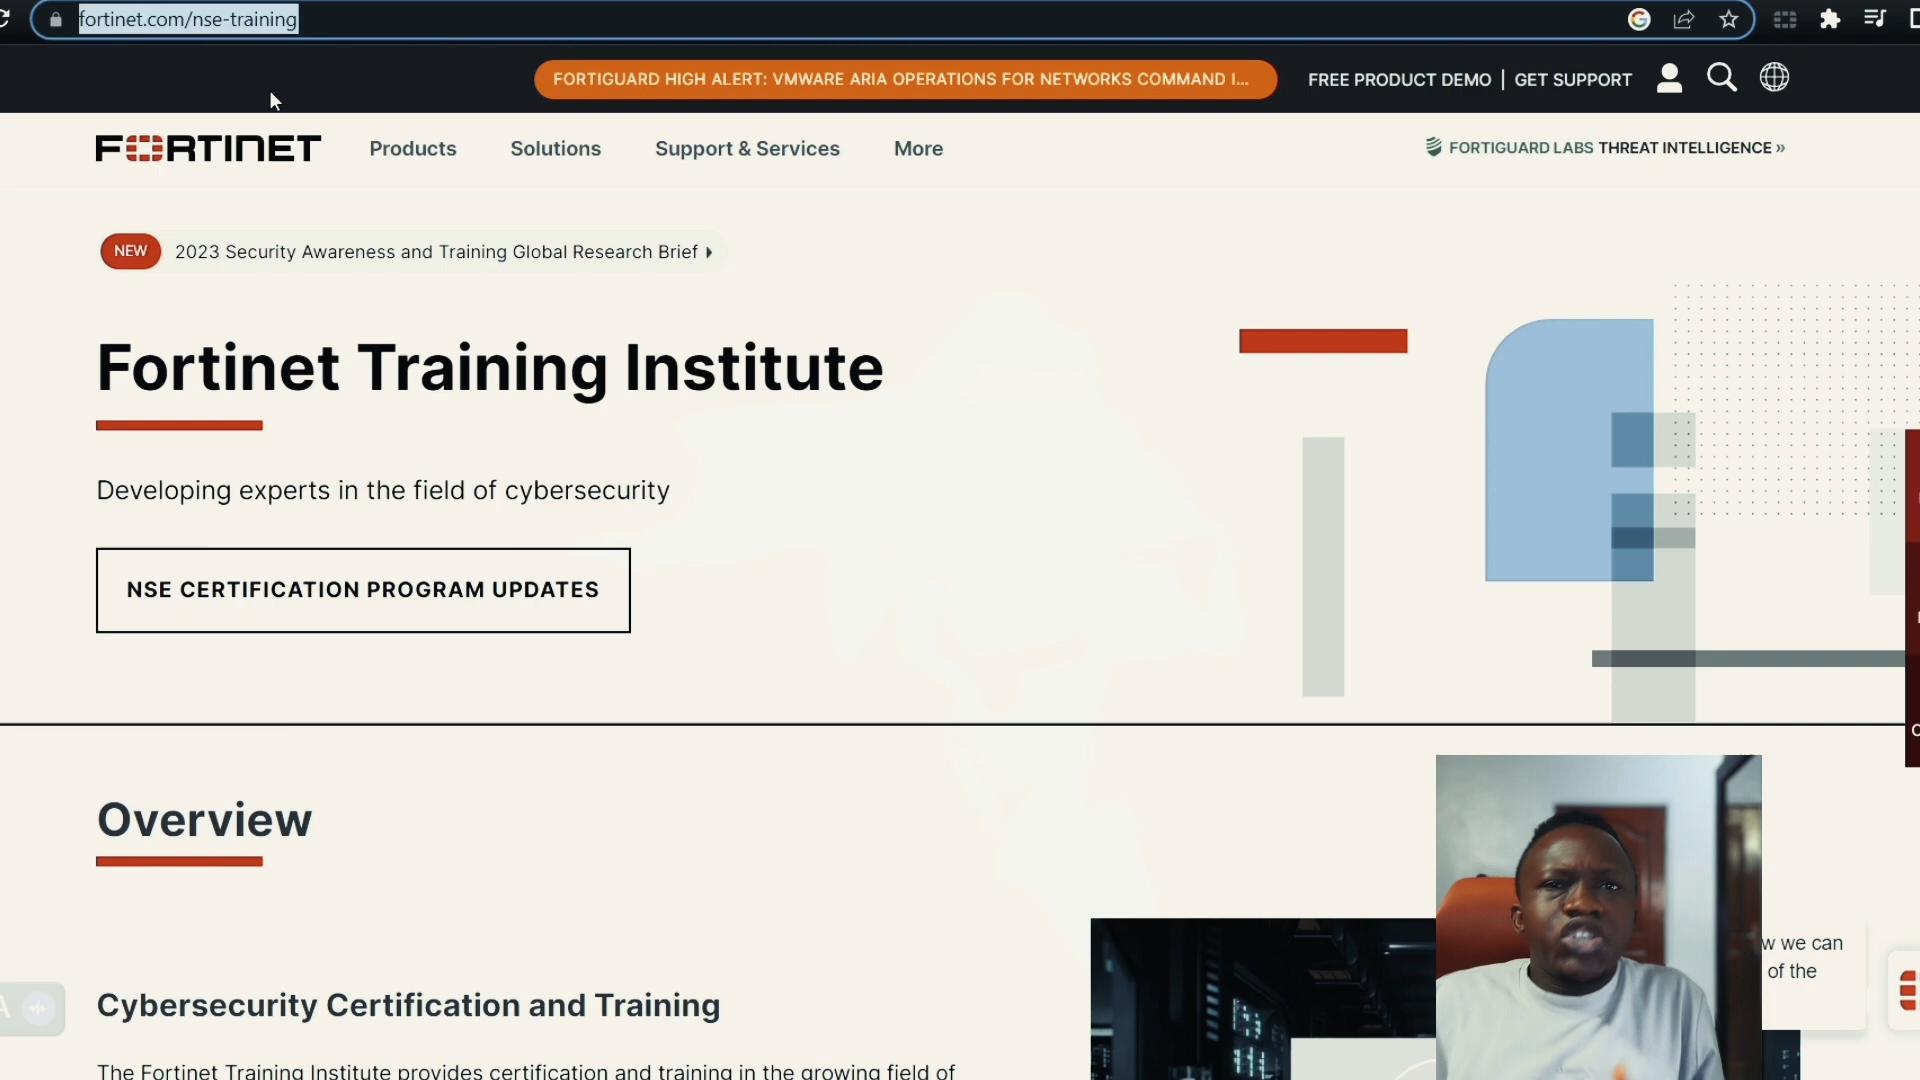 fortinet.com/nse-training
FORTIGUARD HIGH ALERT: VMWARE ARIA OPERATIONS FOR NETWORKS COMMAND I...
FREE PRODUCT DEMO | GET SUPPORT
FORTINET
Products
Solutions
Support & Services
More
FORTIGUARD LABS THREAT INTELLIGENCE »
NEW
2023 Security Awareness and Training Global Research Brief
Fortinet Training Institute
Developing experts in the field of cybersecurity
NSE CERTIFICATION PROGRAM UPDATES
Overview
we can
of the
Cybersecurity Certification and Training
The Fortinet Training Institute provides certification and training in the growing field of